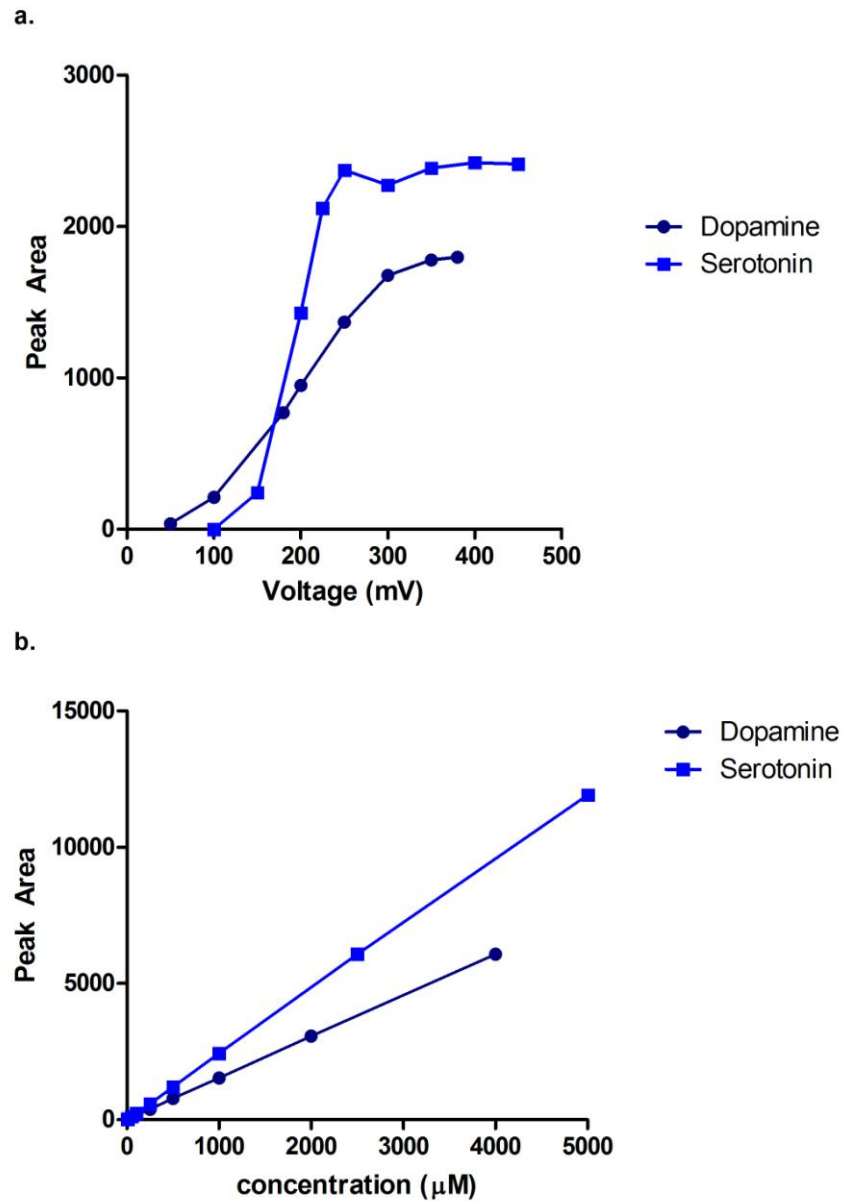 a.
3000
2000
1000
0
Peak Area
0 100 200 300 400 500
Voltage (mV)
Dopamine
Serotonin
b.
15000
10000
5000
0
Peak Area
0 1000 2000 3000 4000 5000
concentration (μM)
Dopamine
Serotonin